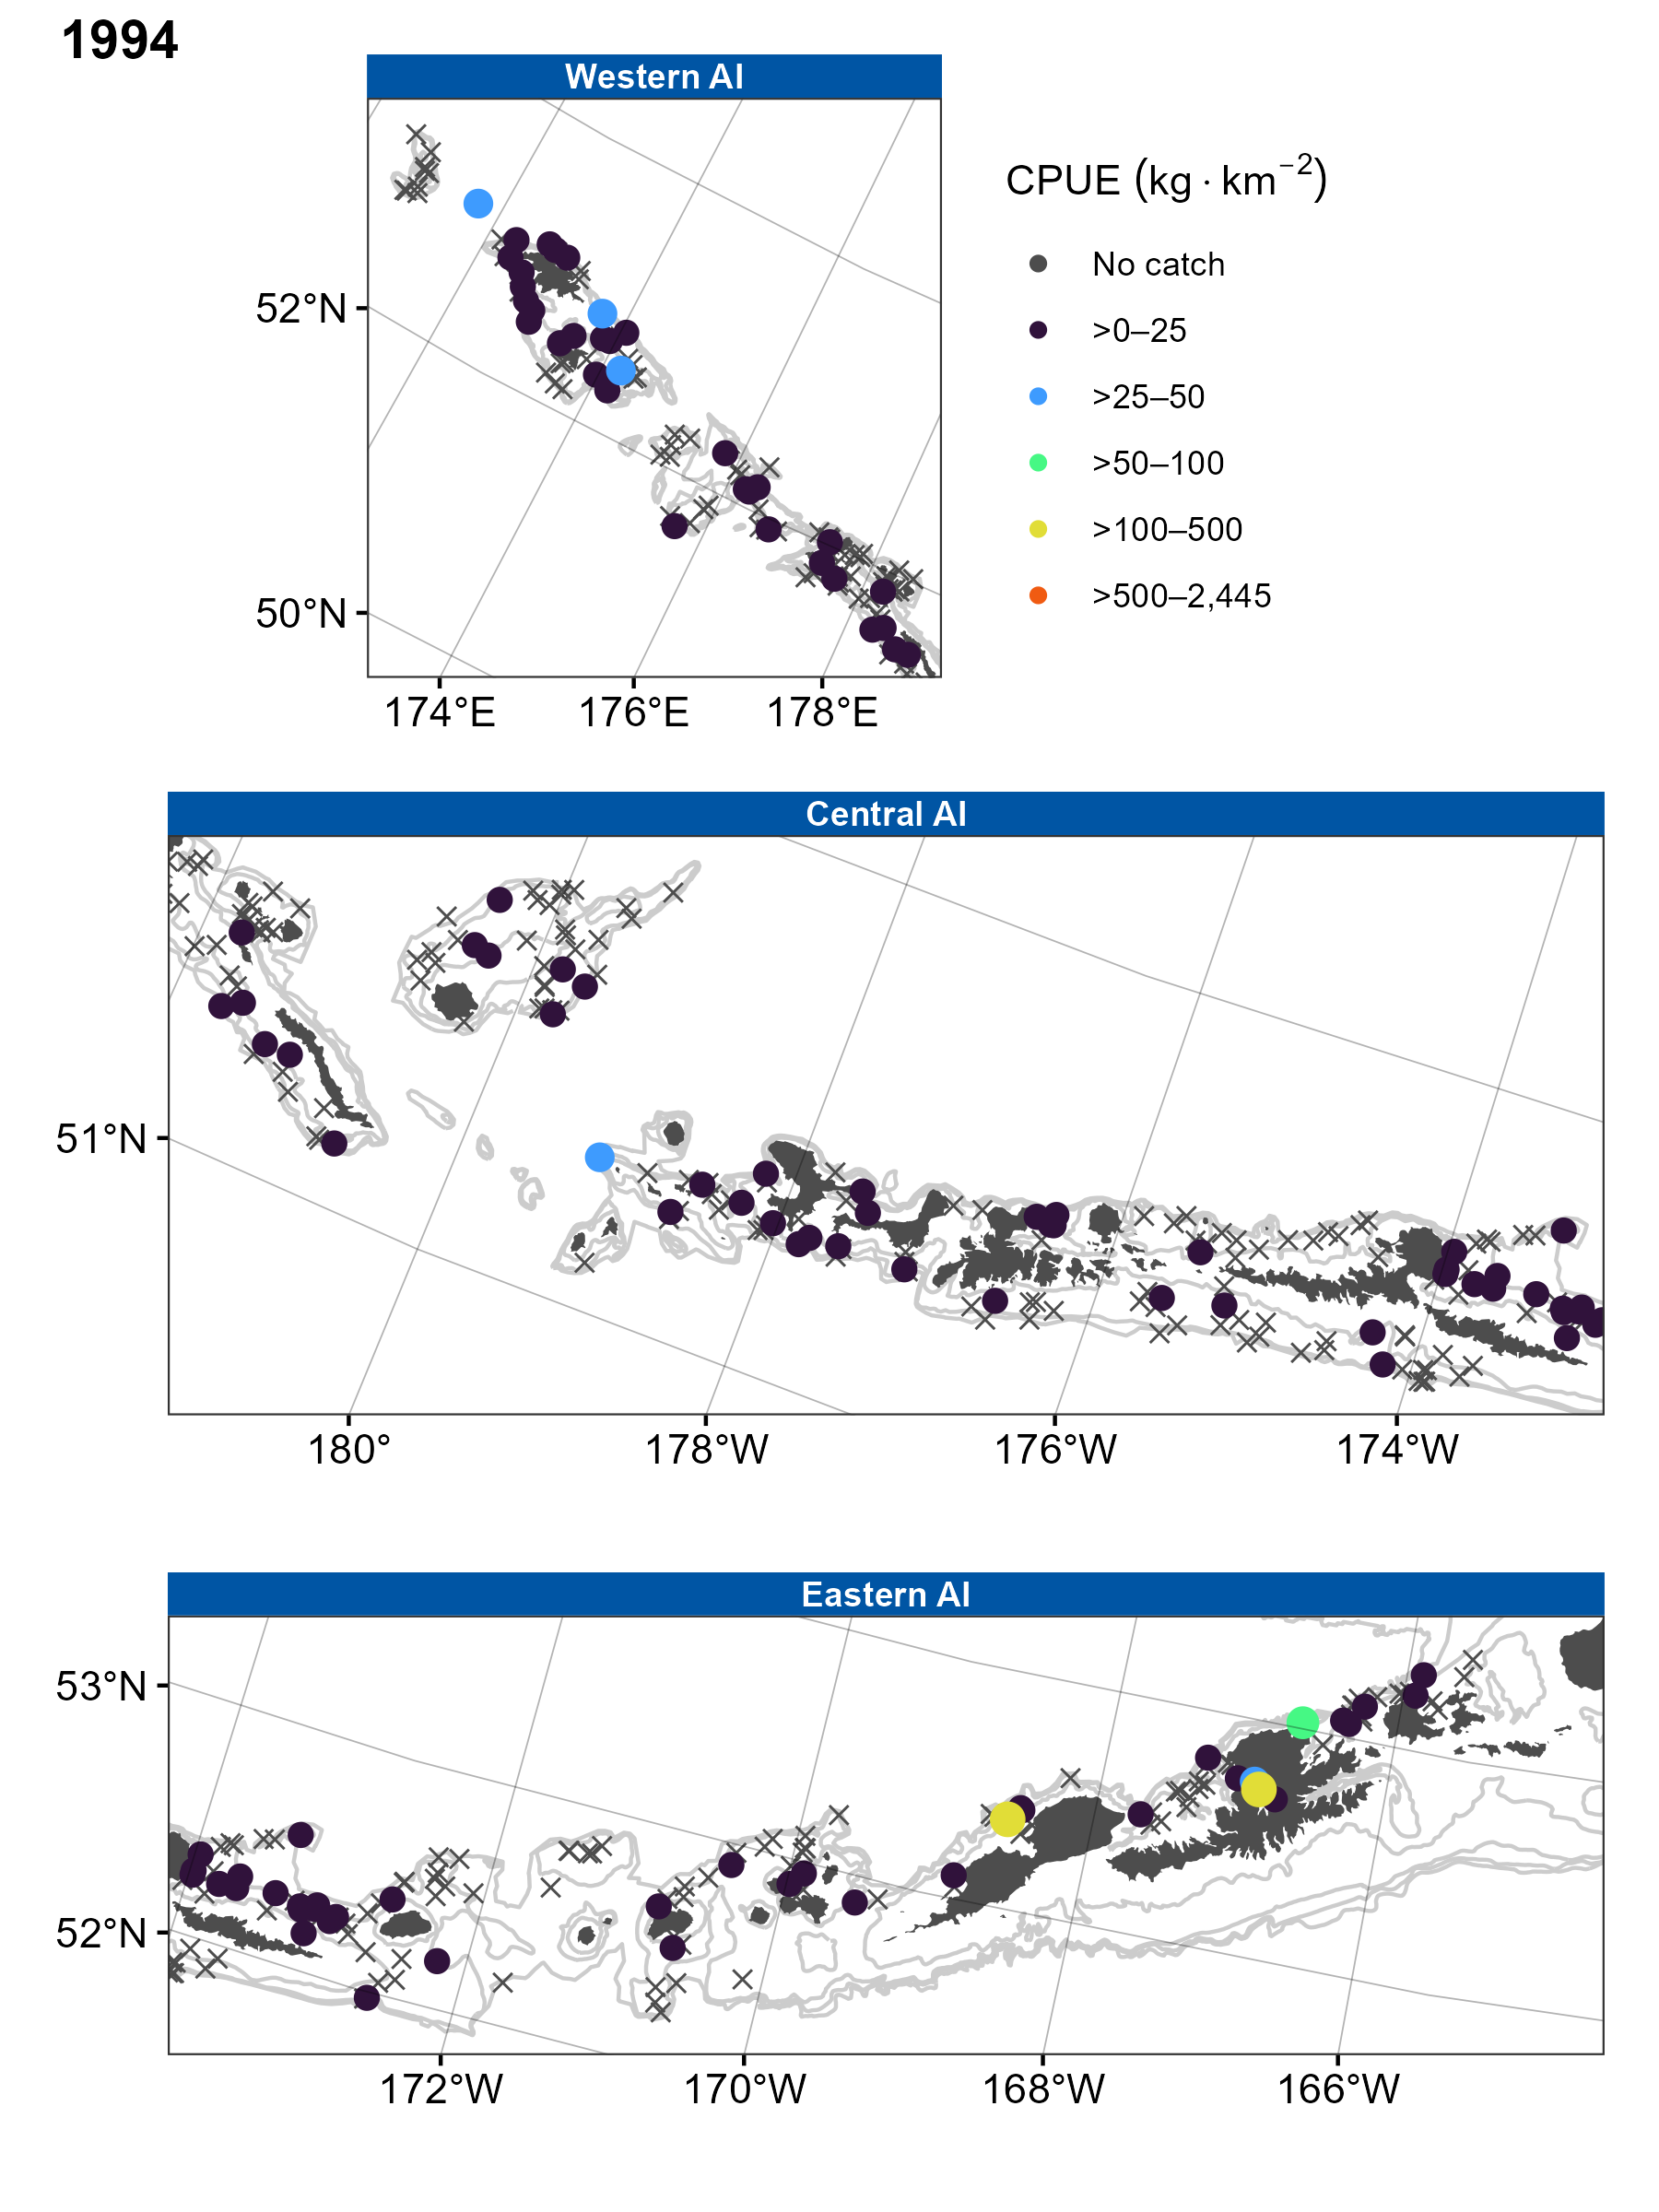 1994
Western AI
52°N
50°N
174°E 176°E 178°E
CPUE (kg · km⁻²)
No catch
>0–25
>25–50
>50–100
>100–500
>500–2,445
Central AI
51°N
180° 178°W 176°W 174°W
Eastern AI
53°N
52°N
172°W 170°W 168°W 166°W